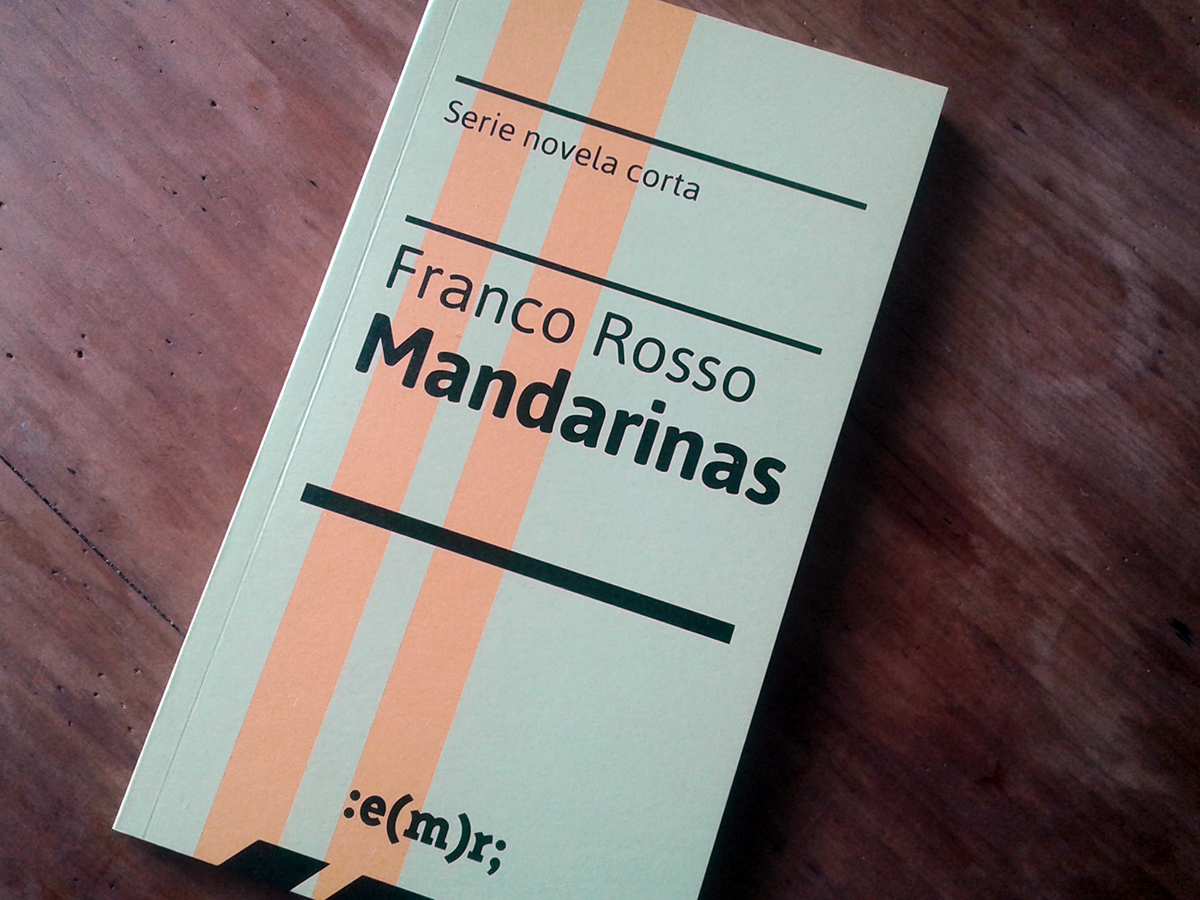 Serie novela corta
Franco Rosso
Mandarinas
:e(m)r;